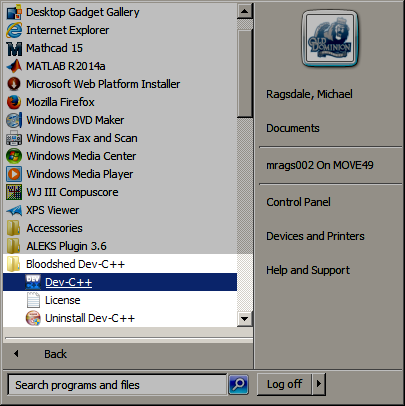 Desktop Gadget Gallery
Internet Explorer
Mathcad 15
MATLAB R2014a
Microsoft Web Platform Installer
Mozilla Firefox
Windows DVD Maker
Windows Fax and Scan
Windows Media Center
Windows Media Player
WJ III Compuscore
XPS Viewer
Accessories
ALEKS Plugin 3.6
Bloodshed Dev-C++
Dev-C++
License
Uninstall Dev-C++
Back
Search programs and files
OLD DOMINION
Ragsdale, Michael
Documents
mrags002 On MOVE49
Control Panel
Devices and Printers
Help and Support
Log off